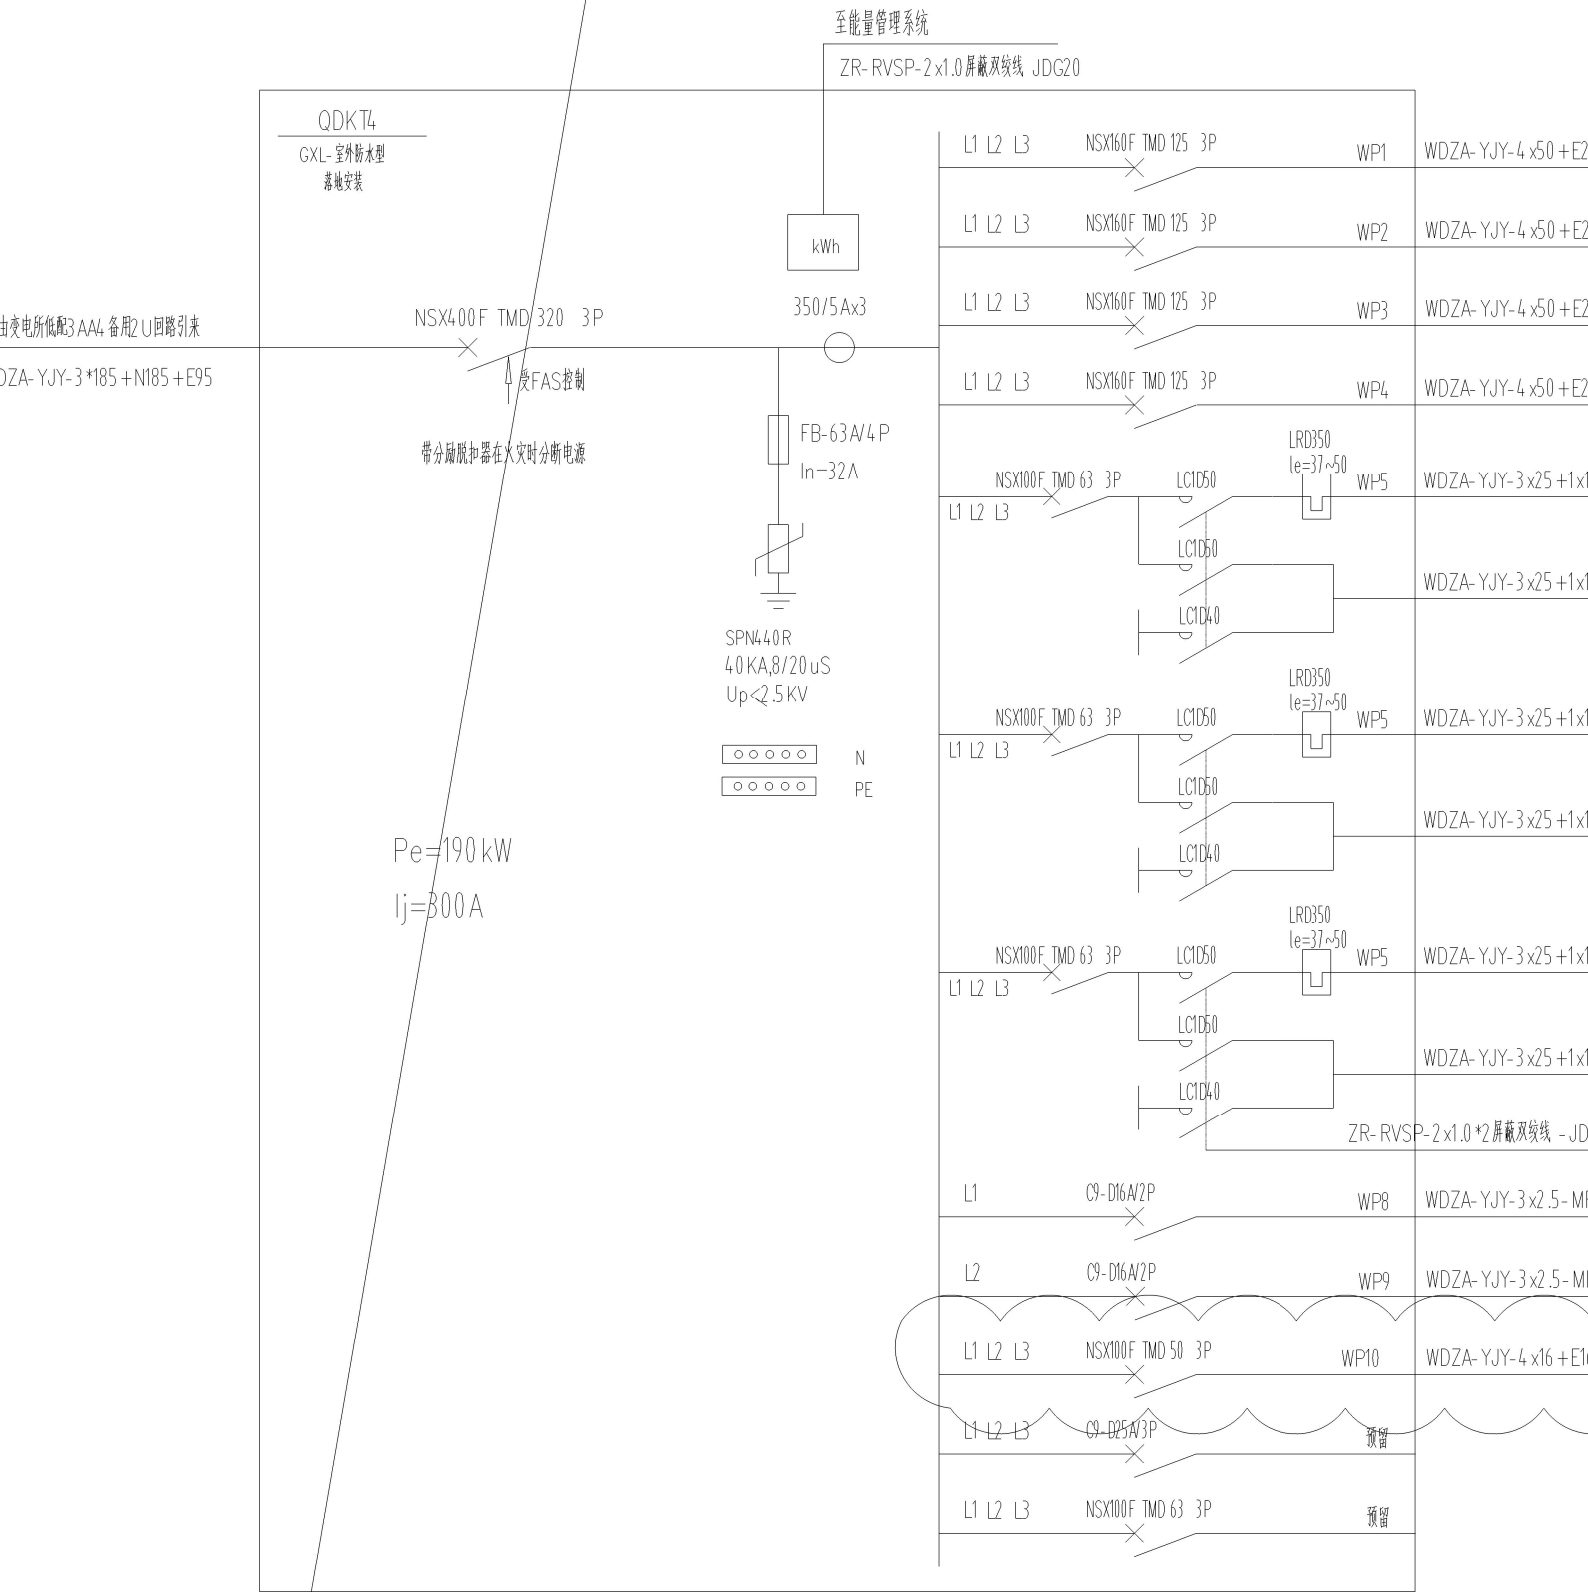 至能量管理系统
ZR-RVSP-2x1.0屏蔽双绞线 JDG20
QDKT4
GXL-室外防水型
落地安装
kWh
350/5Ax3
由变电所低配3AA4备用2U回路引来
DZA-YJY-3*185+N185+E95
NSX400F TMD 320 3P
受FAS控制
带分励脱扣器在火灾时分断电源
FB-63A/4P
In=32A
SPN440R
40KA,8/20uS
Up<2.5KV
N
PE
Pe=190kW
Ij=300A
L1 L2 L3 NSX160F TMD 125 3P WP1 WDZA-YJY-4x50+E2
L1 L2 L3 NSX160F TMD 125 3P WP2 WDZA-YJY-4x50+E2
L1 L2 L3 NSX160F TMD 125 3P WP3 WDZA-YJY-4x50+E2
L1 L2 L3 NSX160F TMD 125 3P WP4 WDZA-YJY-4x50+E2
LRD350
Ie=37~50
NSX100F TMD 63 3P LC1D50 WP5 WDZA-YJY-3x25+1x1
L1 L2 L3
LC1D50
WDZA-YJY-3x25+1x1
LC1D40
LRD350
Ie=37~50
NSX100F TMD 63 3P LC1D50 WP5 WDZA-YJY-3x25+1x1
L1 L2 L3
LC1D50
WDZA-YJY-3x25+1x1
LC1D40
LRD350
Ie=37~50
NSX100F TMD 63 3P LC1D50 WP5 WDZA-YJY-3x25+1x1
L1 L2 L3
LC1D50
WDZA-YJY-3x25+1x1
LC1D40
ZR-RVSP-2x1.0*2屏蔽双绞线 -JD
L1 C9-D16A/2P WP8 WDZA-YJY-3x2.5-M
L2 C9-D16A/2P WP9 WDZA-YJY-3x2.5-M
L1 L2 L3 NSX100F TMD 50 3P WP10 WDZA-YJY-4x16+E1
L1 L2 L3 C9-D25A/3P 预留
L1 L2 L3 NSX100F TMD 63 3P 预留